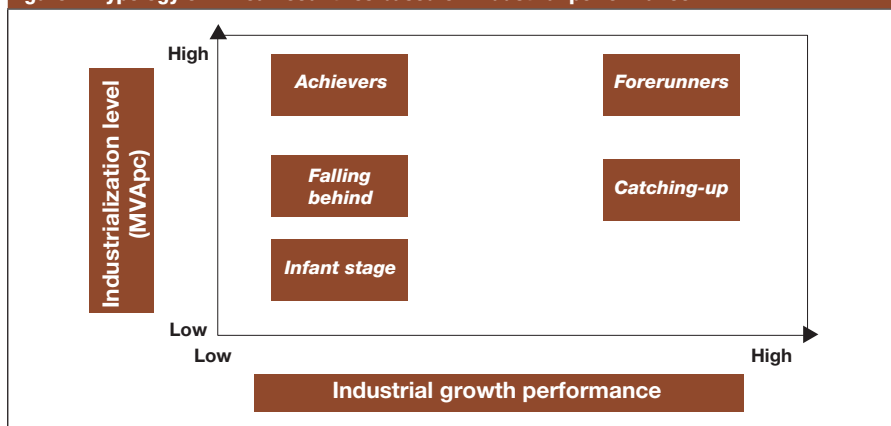 High
Achievers
Forerunners
Industrialization level
(MVApc)
Falling
behind
Catching-up
Infant stage
Low
Low
High
Industrial growth performance